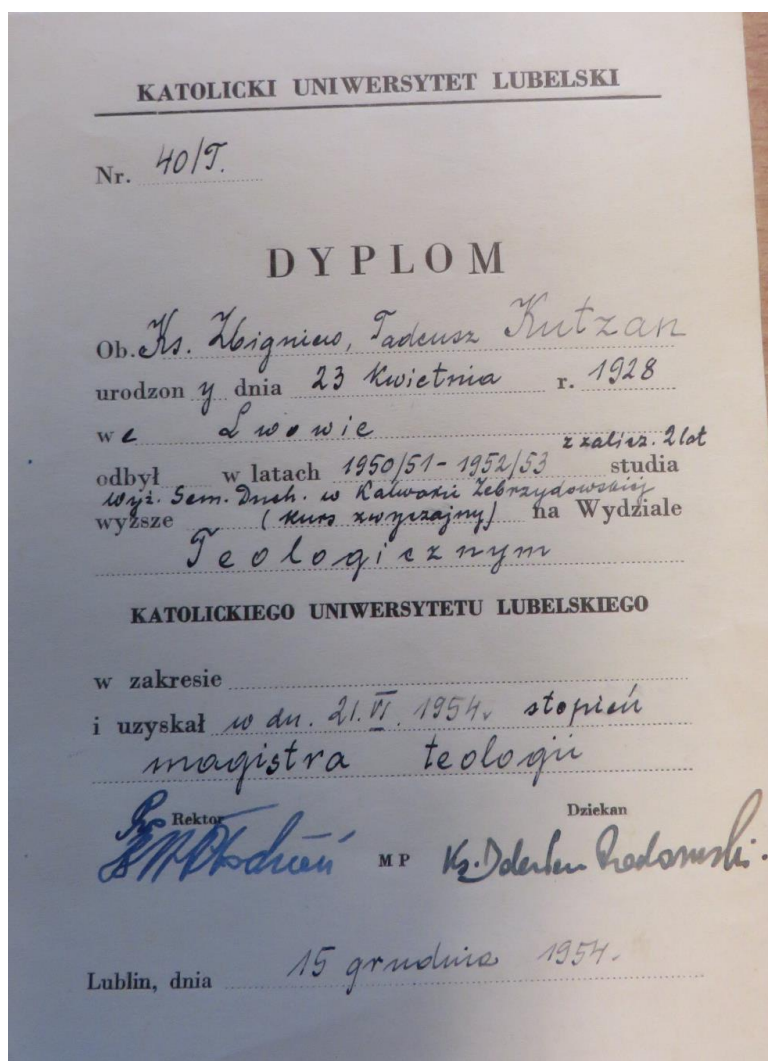 KATOLICKI UNIWERSYTET LUBELSKI
Nr. 40/T.
DYPLOM
Ob. Ks. Zbigniew, Tadeusz Kutzan
urodzony dnia 23 kwietnia r. 1928
we Lwowie
z zalicz. 2 lat
odbył w latach 1950/51 - 1952/53 studia
Wyż. Sem. Duch. w Kalwarii Zebrzydowskiej
wyższe (kurs zwyczajny) na Wydziale
Teologicznym
KATOLICKIEGO UNIWERSYTETU LUBELSKIEGO
w zakresie
i uzyskał w dn. 21.VI.1954. stopień
magistra teologii
Rektor Dziekan
MP Ks.
Lublin, dnia 15 grudnia 1954.